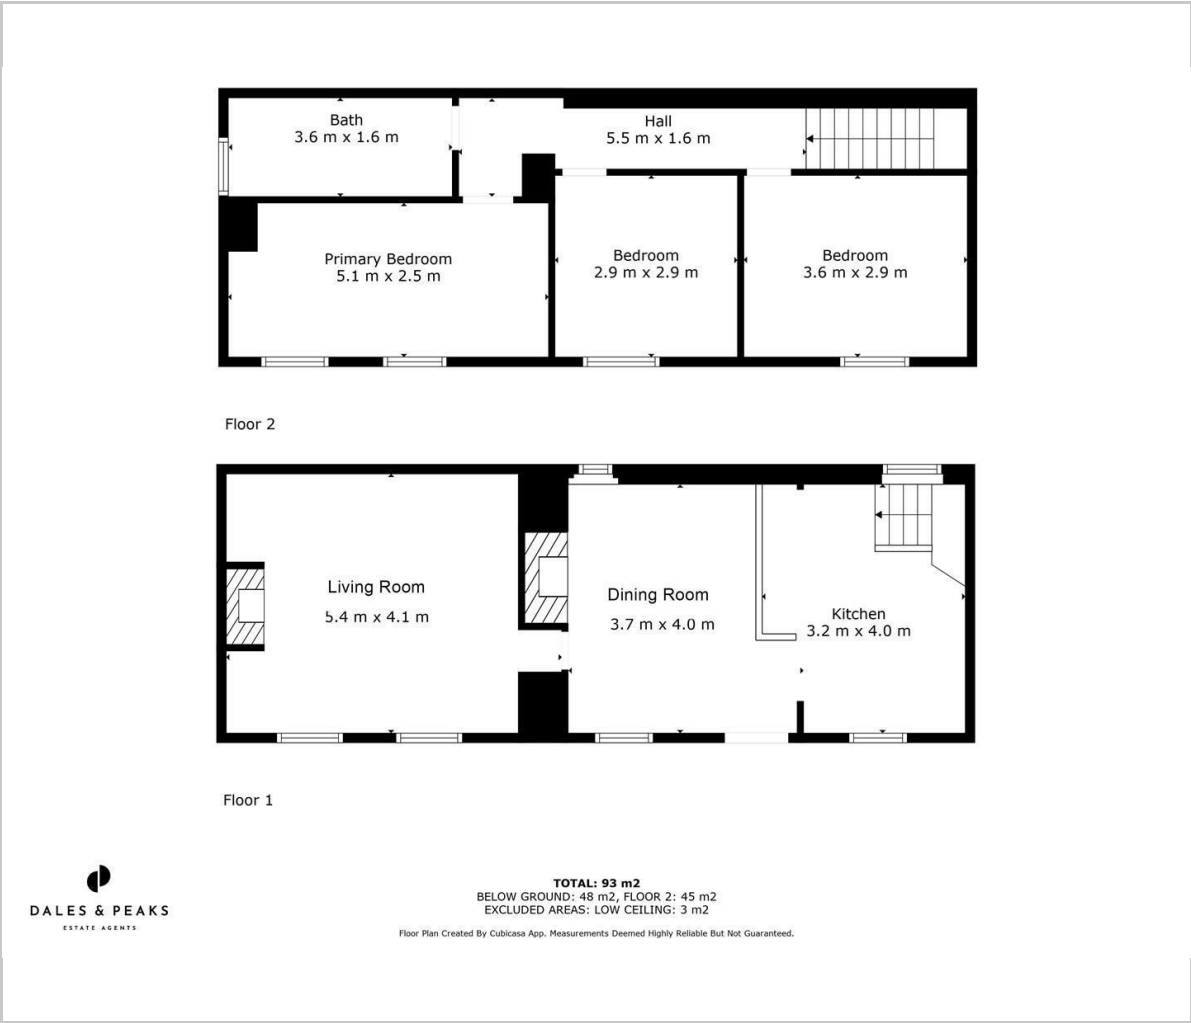 Bath
3.6 m x 1.6 m
Hall
5.5 m x 1.6 m
Primary Bedroom
5.1 m x 2.5 m
Bedroom
2.9 m x 2.9 m
Bedroom
3.6 m x 2.9 m
Floor 2
Living Room
5.4 m x 4.1 m
Dining Room
3.7 m x 4.0 m
Kitchen
3.2 m x 4.0 m
Floor 1
DALES & PEAKS
ESTATE AGENTS
TOTAL: 93 m2
BELOW GROUND: 48 m2, FLOOR 2: 45 m2
EXCLUDED AREAS: LOW CEILING: 3 m2
Floor Plan Created By Cubicasa App. Measurements Deemed Highly Reliable But Not Guaranteed.